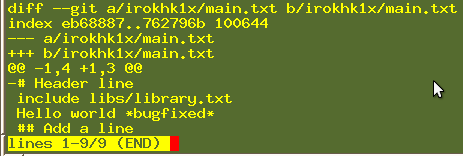 diff --git a/irokhk1x/main.txt b/irokhk1x/main.txt
index eb68887..762796b 100644
--- a/irokhk1x/main.txt
+++ b/irokhk1x/main.txt
@@ -1,4 +1,3 @@
-# Header line
 include libs/library.txt
 Hello world *bugfixed*
 ## Add a line
lines 1-9/9 (END)